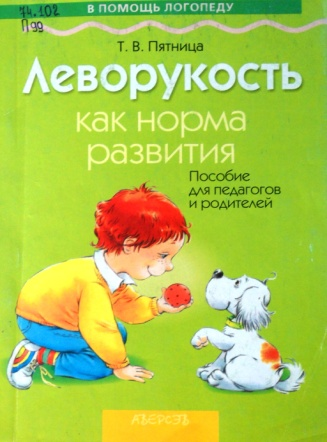 74.102
П99
В ПОМОЩЬ ЛОГОПЕДУ
Т. В. Пятница
Леворукость
как норма
развития
Пособие
для педагогов
и родителей
АВЕРСЭВ